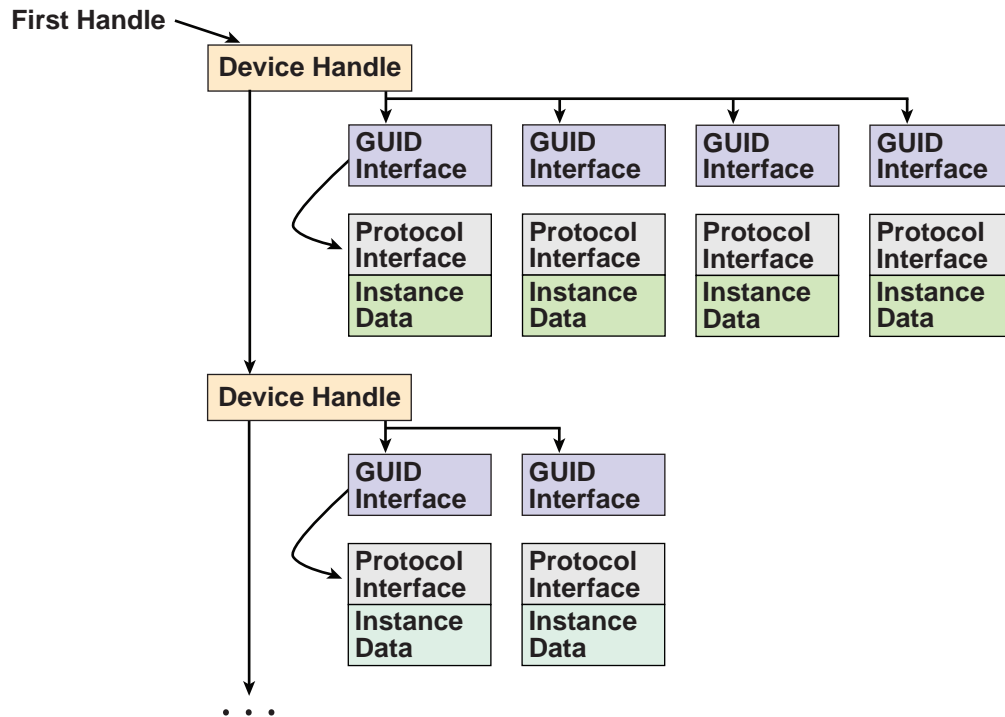 First Handle
Device Handle
GUID
Interface
GUID
Interface
GUID
Interface
GUID
Interface
Protocol
Interface
Protocol
Interface
Protocol
Interface
Protocol
Interface
Instance
Data
Instance
Data
Instance
Data
Instance
Data
Device Handle
GUID
Interface
GUID
Interface
Protocol
Interface
Protocol
Interface
Instance
Data
Instance
Data
. . .